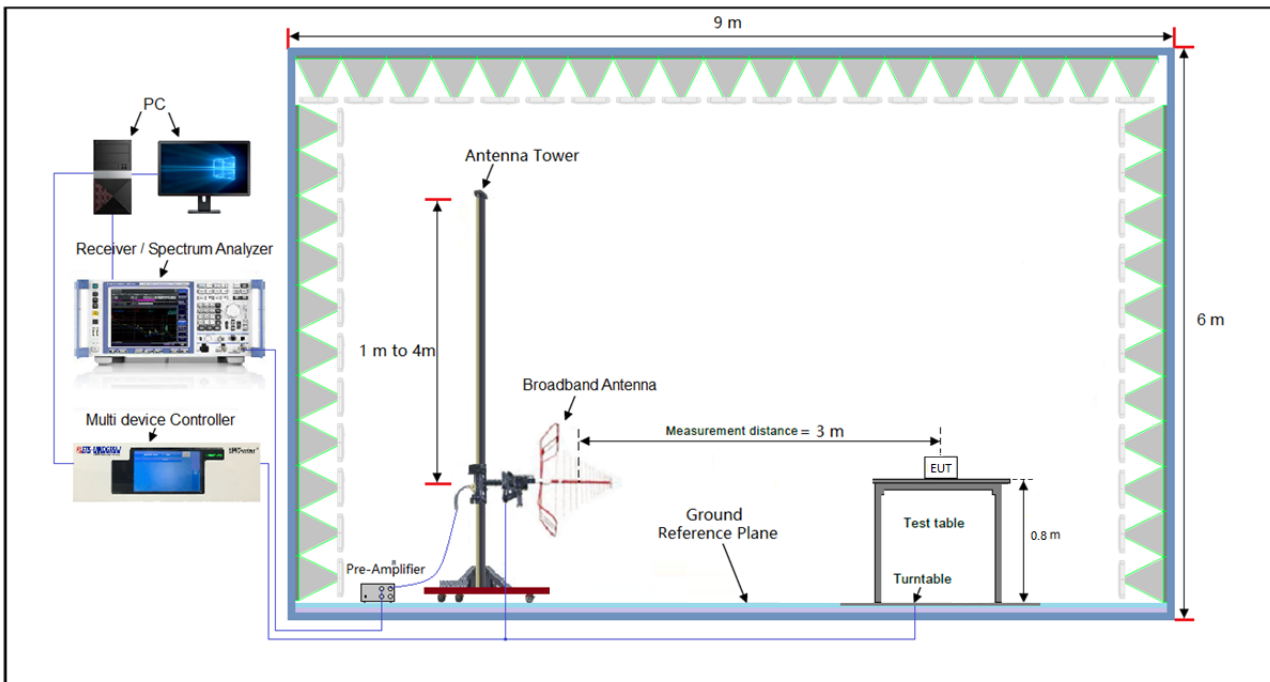 9 m
PC
Antenna Tower
Receiver / Spectrum Analyzer
1 m to 4m
6 m
Broadband Antenna
Multi device Controller
Measurement distance = 3 m
EUT
Ground
Reference Plane
Test table
0.8 m
Pre-Amplifier
Turntable